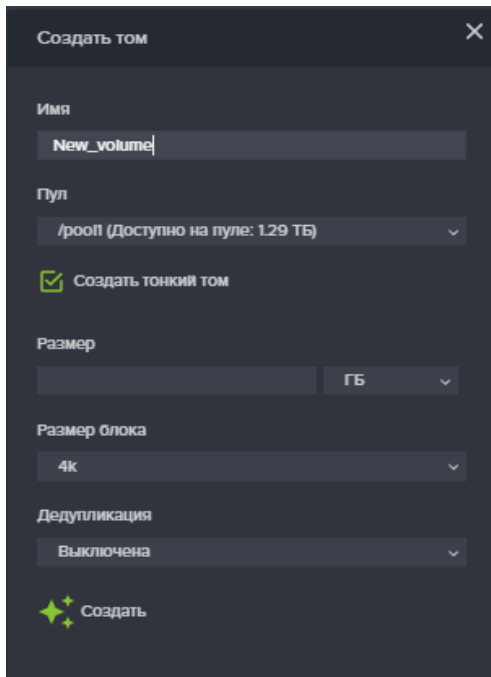 Создать том
Имя
New_volume
Пул
/pool1 (Доступно на пуле: 1.29 ТБ)
Создать тонкий том
Размер
ГБ
Размер блока
4k
Дедупликация
Выключена
Создать